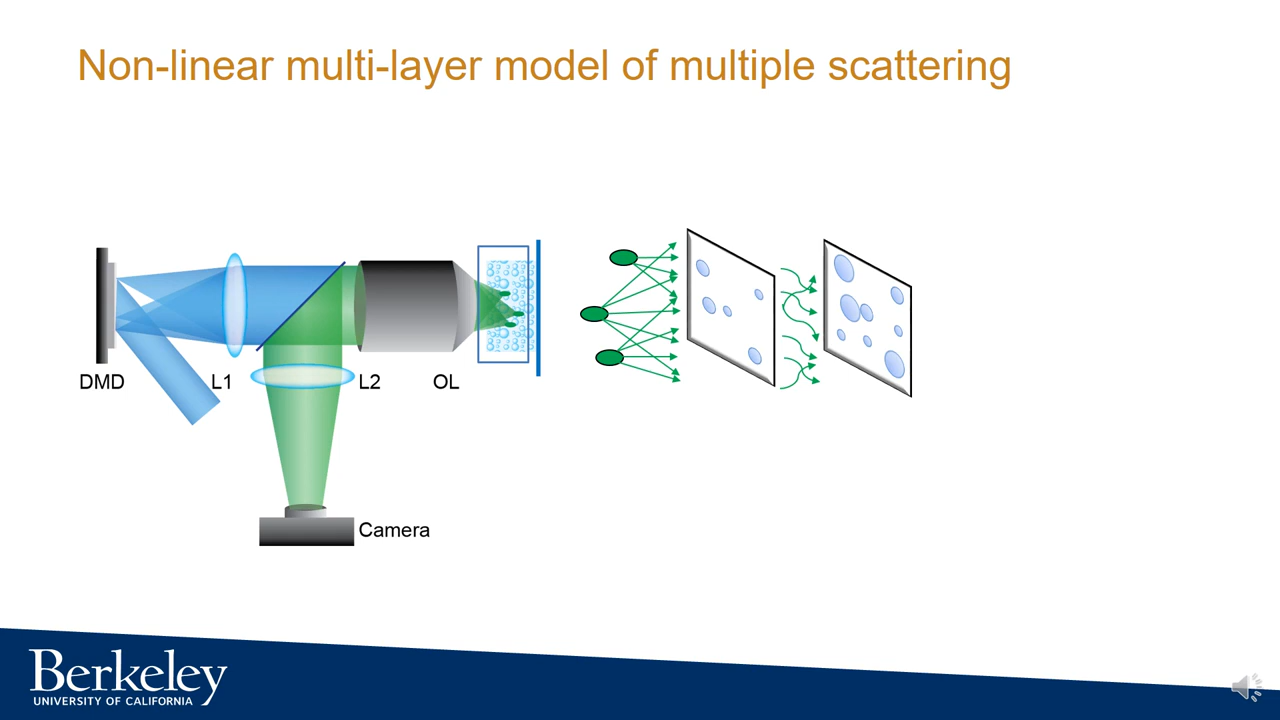 Non-linear multi-layer model of multiple scattering
DMD
L1
L2
OL
Camera
Berkeley
UNIVERSITY OF CALIFORNIA